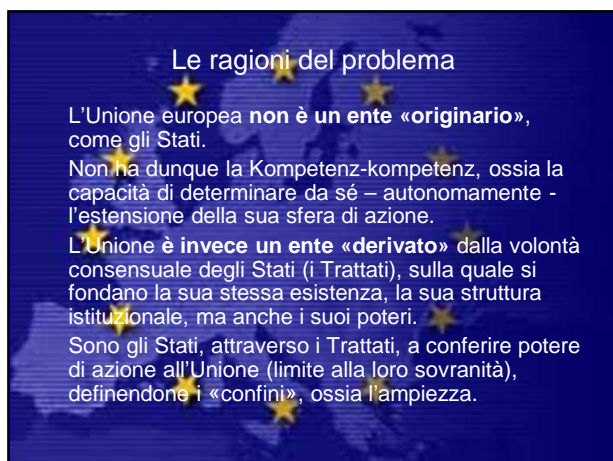 Le ragioni del problema
L'Unione europea non è un ente «originario»,
come gli Stati.
Non ha dunque la Kompetenz-kompetenz, ossia la
capacità di determinare da sé – autonomamente -
l'estensione della sua sfera di azione.
L'Unione è invece un ente «derivato» dalla volontà
consensuale degli Stati (i Trattati), sulla quale si
fondano la sua stessa esistenza, la sua struttura
istituzionale, ma anche i suoi poteri.
Sono gli Stati, attraverso i Trattati, a conferire potere
di azione all'Unione (limite alla loro sovranità),
definendone i «confini», ossia l'ampiezza.